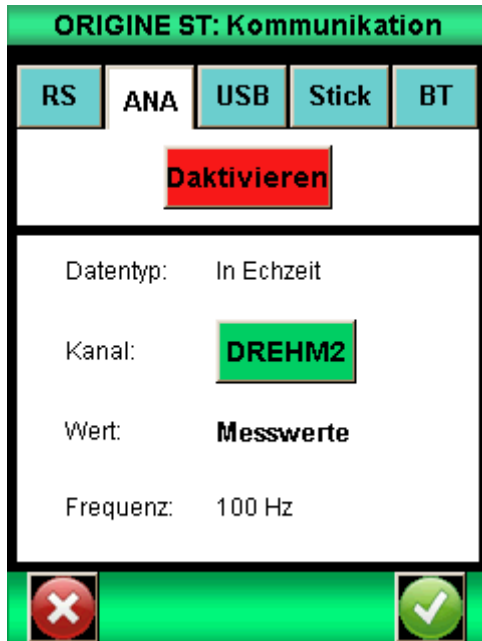 ORIGINE ST: Kommunikation
RS ANA USB Stick BT
Daktivieren
Datentyp: In Echzeit
Kanal: DREHM2
Wert: Messwerte
Frequenz: 100 Hz